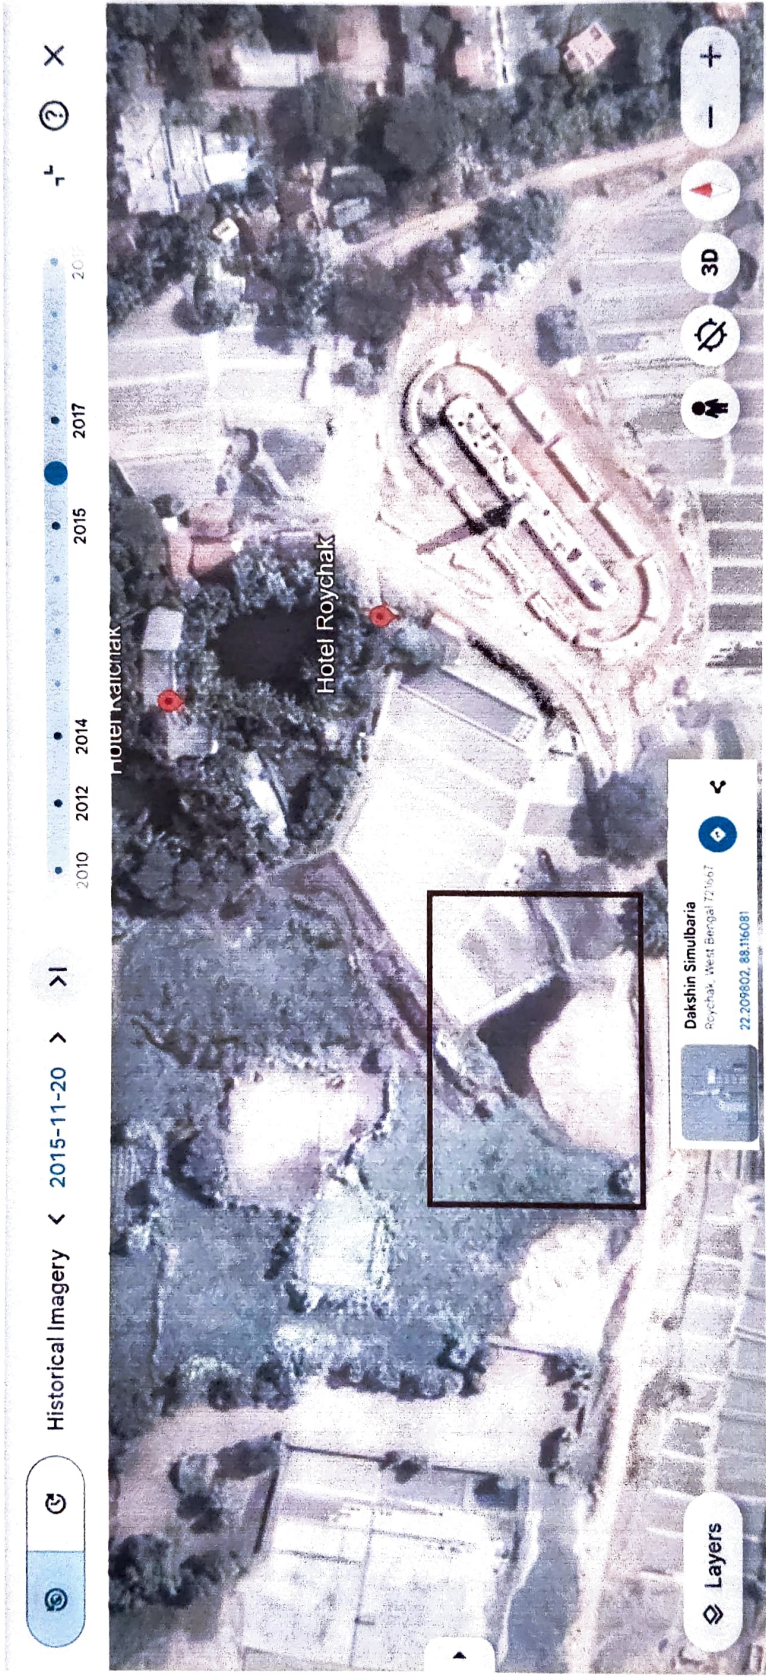 Historical Imagery
2015-11-20
2010
2012
2014
2015
2017
Hotel Raichak
Hotel Roychak
Dakshin Simulbaria
Roychak, West Bengal 721667
22.209802, 88.116081
Layers
3D